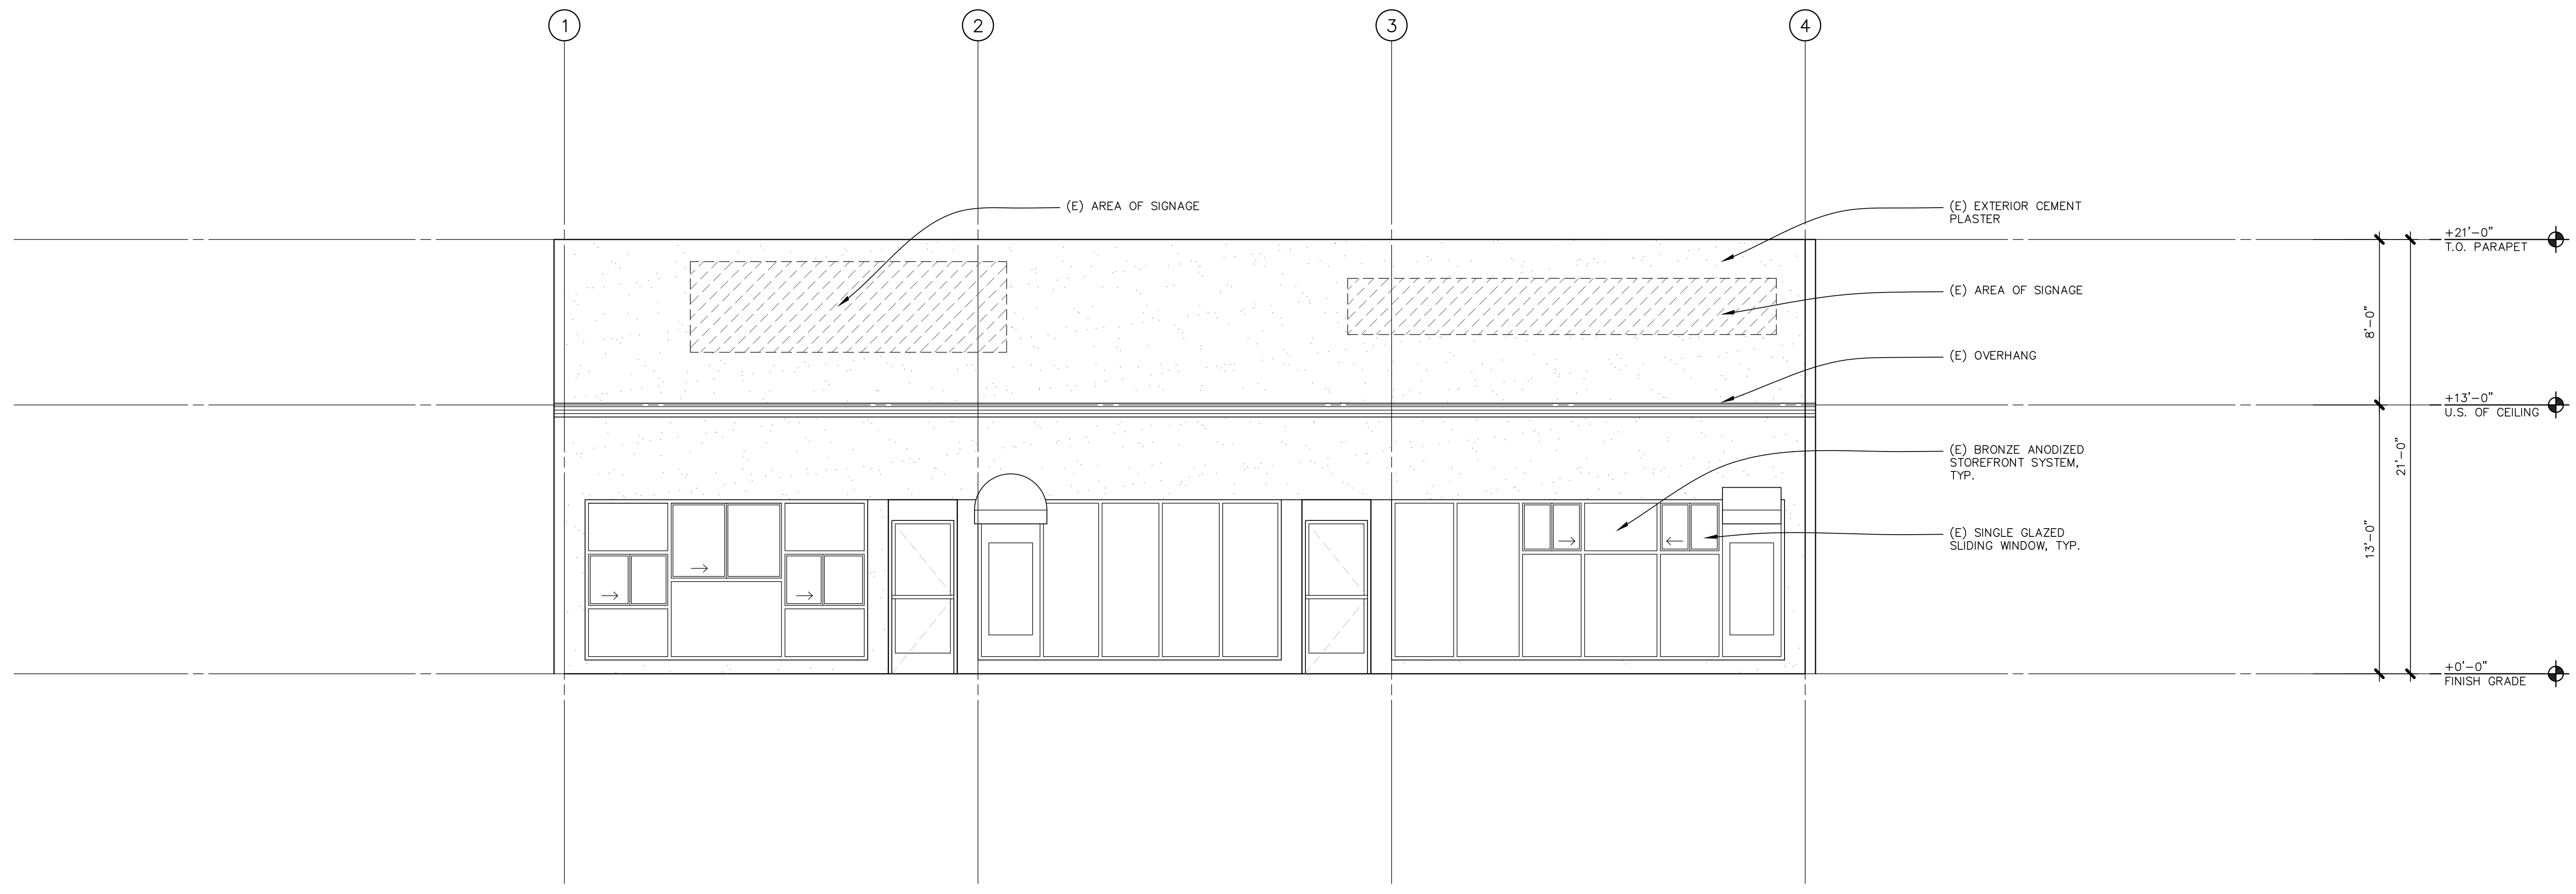 1
2
3
4
(E) AREA OF SIGNAGE
(E) EXTERIOR CEMENT
PLASTER
+21'-0"
T.O. PARAPET
(E) AREA OF SIGNAGE
8'-0"
(E) OVERHANG
+13'-0"
U.S. OF CEILING
21'-0"
(E) BRONZE ANODIZED
STOREFRONT SYSTEM,
TYP.
(E) SINGLE GLAZED
SLIDING WINDOW, TYP.
13'-0"
+0'-0"
FINISH GRADE